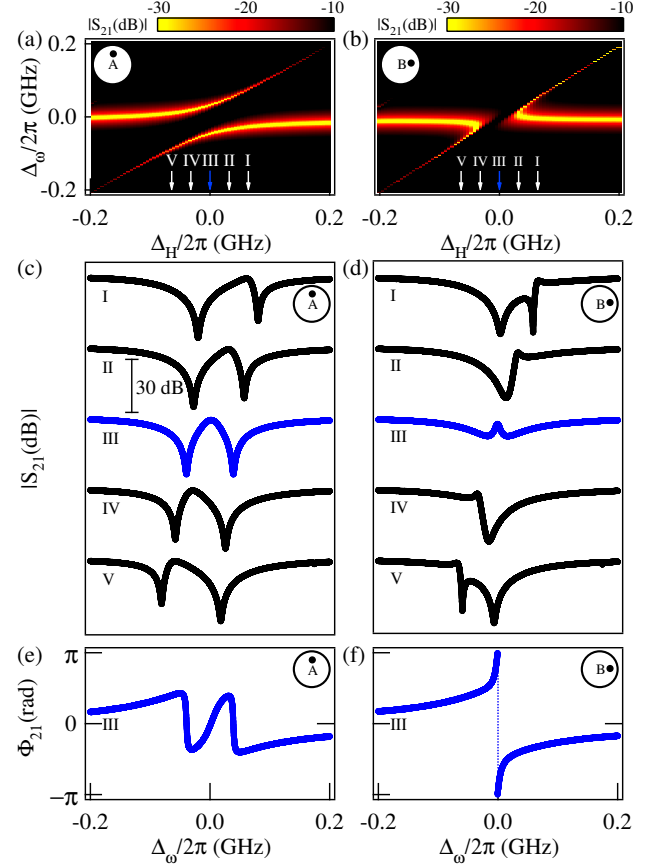 |S21(dB)| -30 -20 -10 |S21(dB)| -30 -20 -10
(a) (b)
0.2
A B
0.0
-0.2
Δω/2π (GHz)
V IV III II I V IV III II I
-0.2 0.0 0.2 -0.2 0.0 0.2
ΔH/2π (GHz) ΔH/2π (GHz)
(c) (d)
I A I B
II II
30 dB
III III
|S21(dB)|
IV IV
V V
(e) (f)
π A B
Φ21(rad)
0 III III
−π
-0.2 0.0 0.2 -0.2 0.0 0.2
Δω/2π (GHz) Δω/2π (GHz)